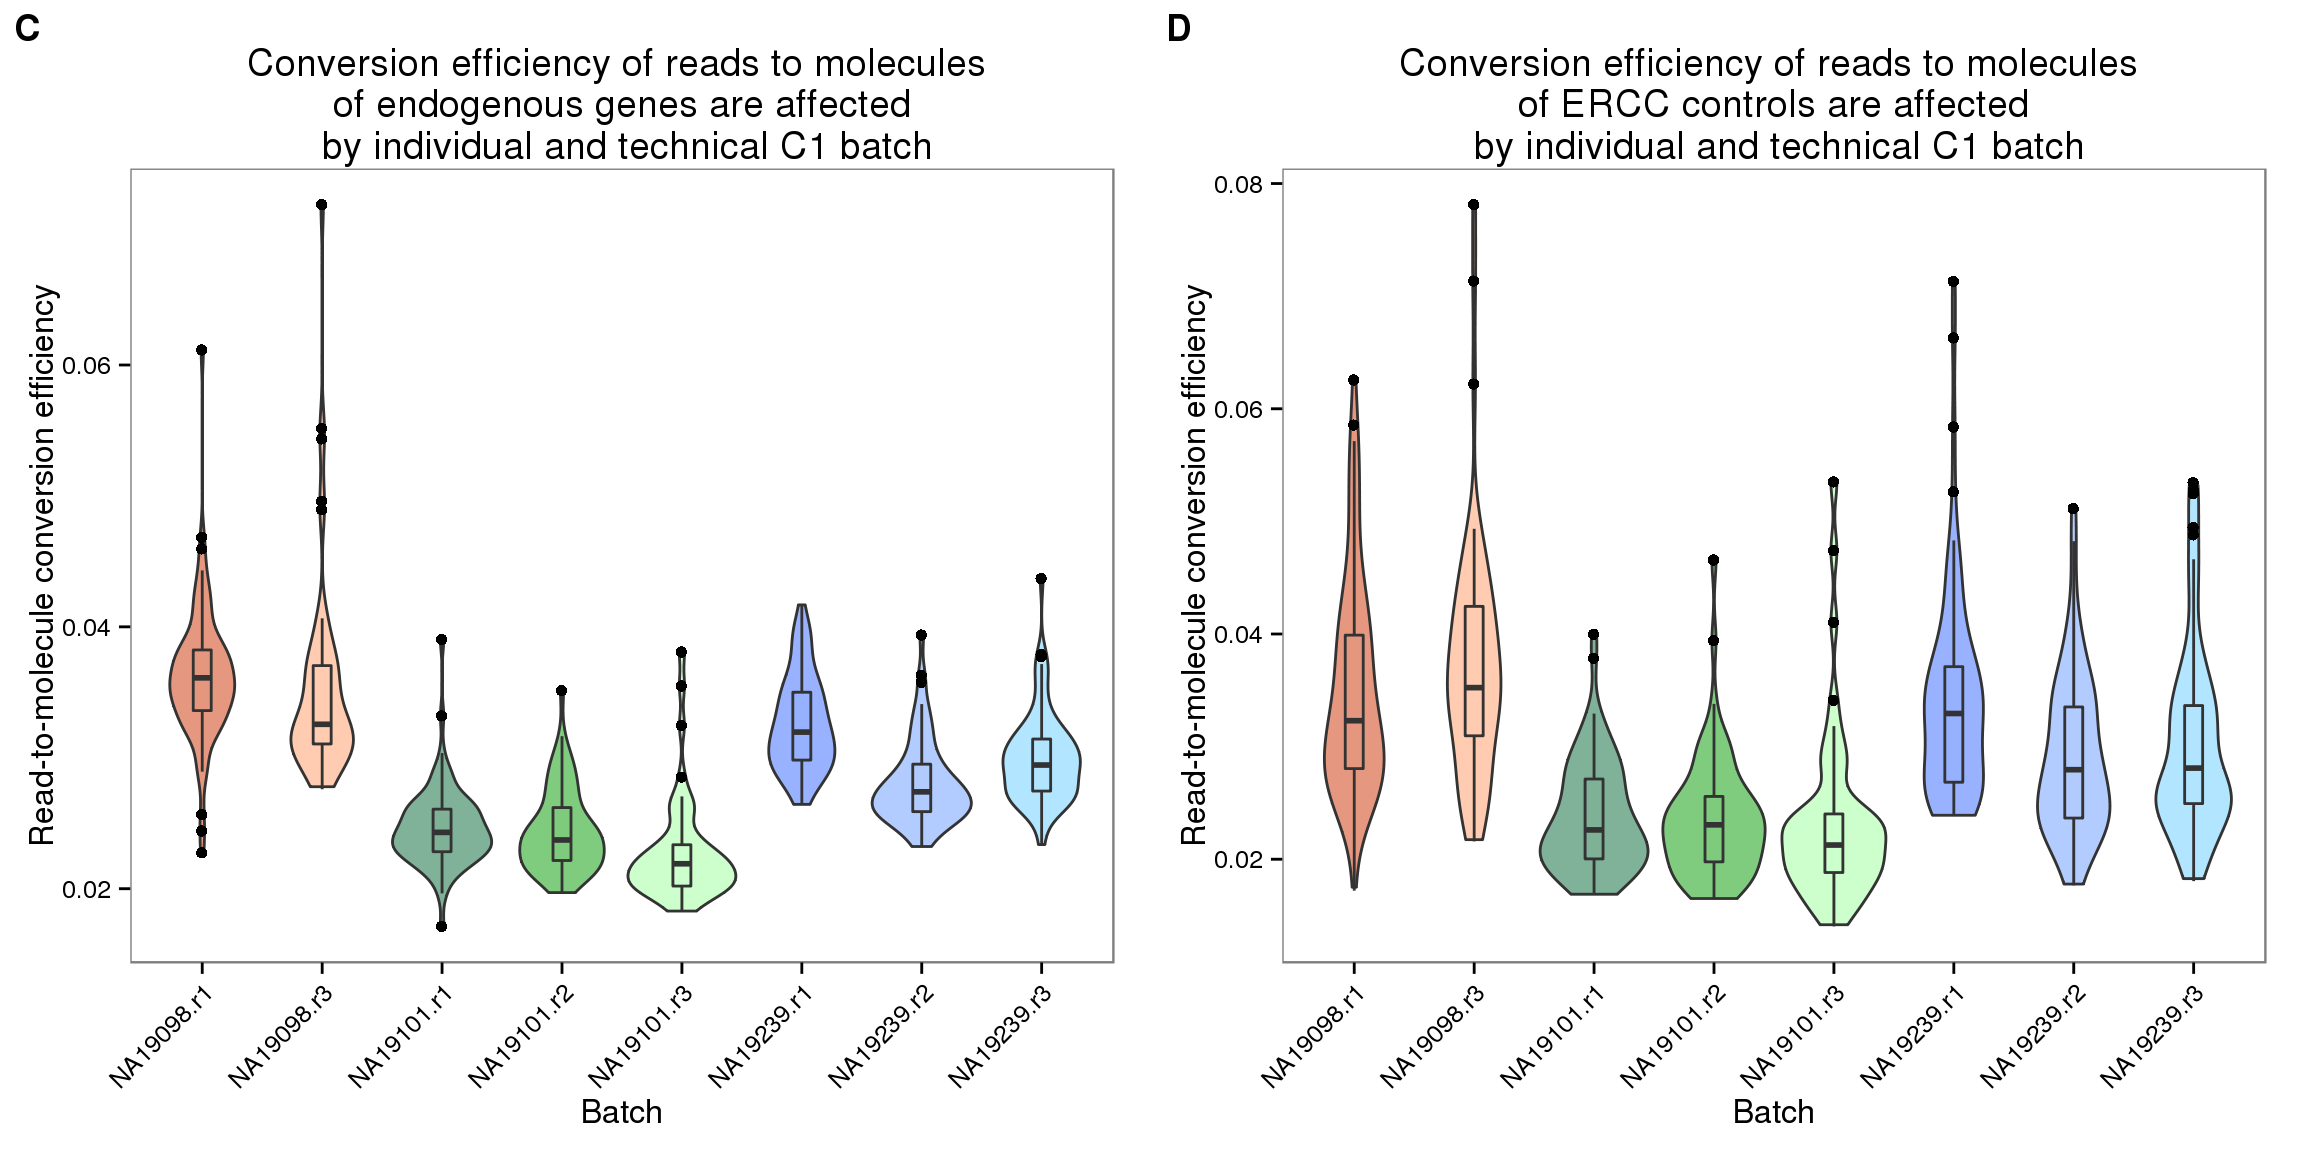 C
Conversion efficiency of reads to molecules
of endogenous genes are affected
by individual and technical C1 batch
Read-to-molecule conversion efficiency
0.06
0.04
0.02
NA19098.r1
NA19098.r3
NA19101.r1
NA19101.r2
NA19101.r3
NA19239.r1
NA19239.r2
NA19239.r3
Batch
D
Conversion efficiency of reads to molecules
of ERCC controls are affected
by individual and technical C1 batch
Read-to-molecule conversion efficiency
0.08
0.06
0.04
0.02
NA19098.r1
NA19098.r3
NA19101.r1
NA19101.r2
NA19101.r3
NA19239.r1
NA19239.r2
NA19239.r3
Batch